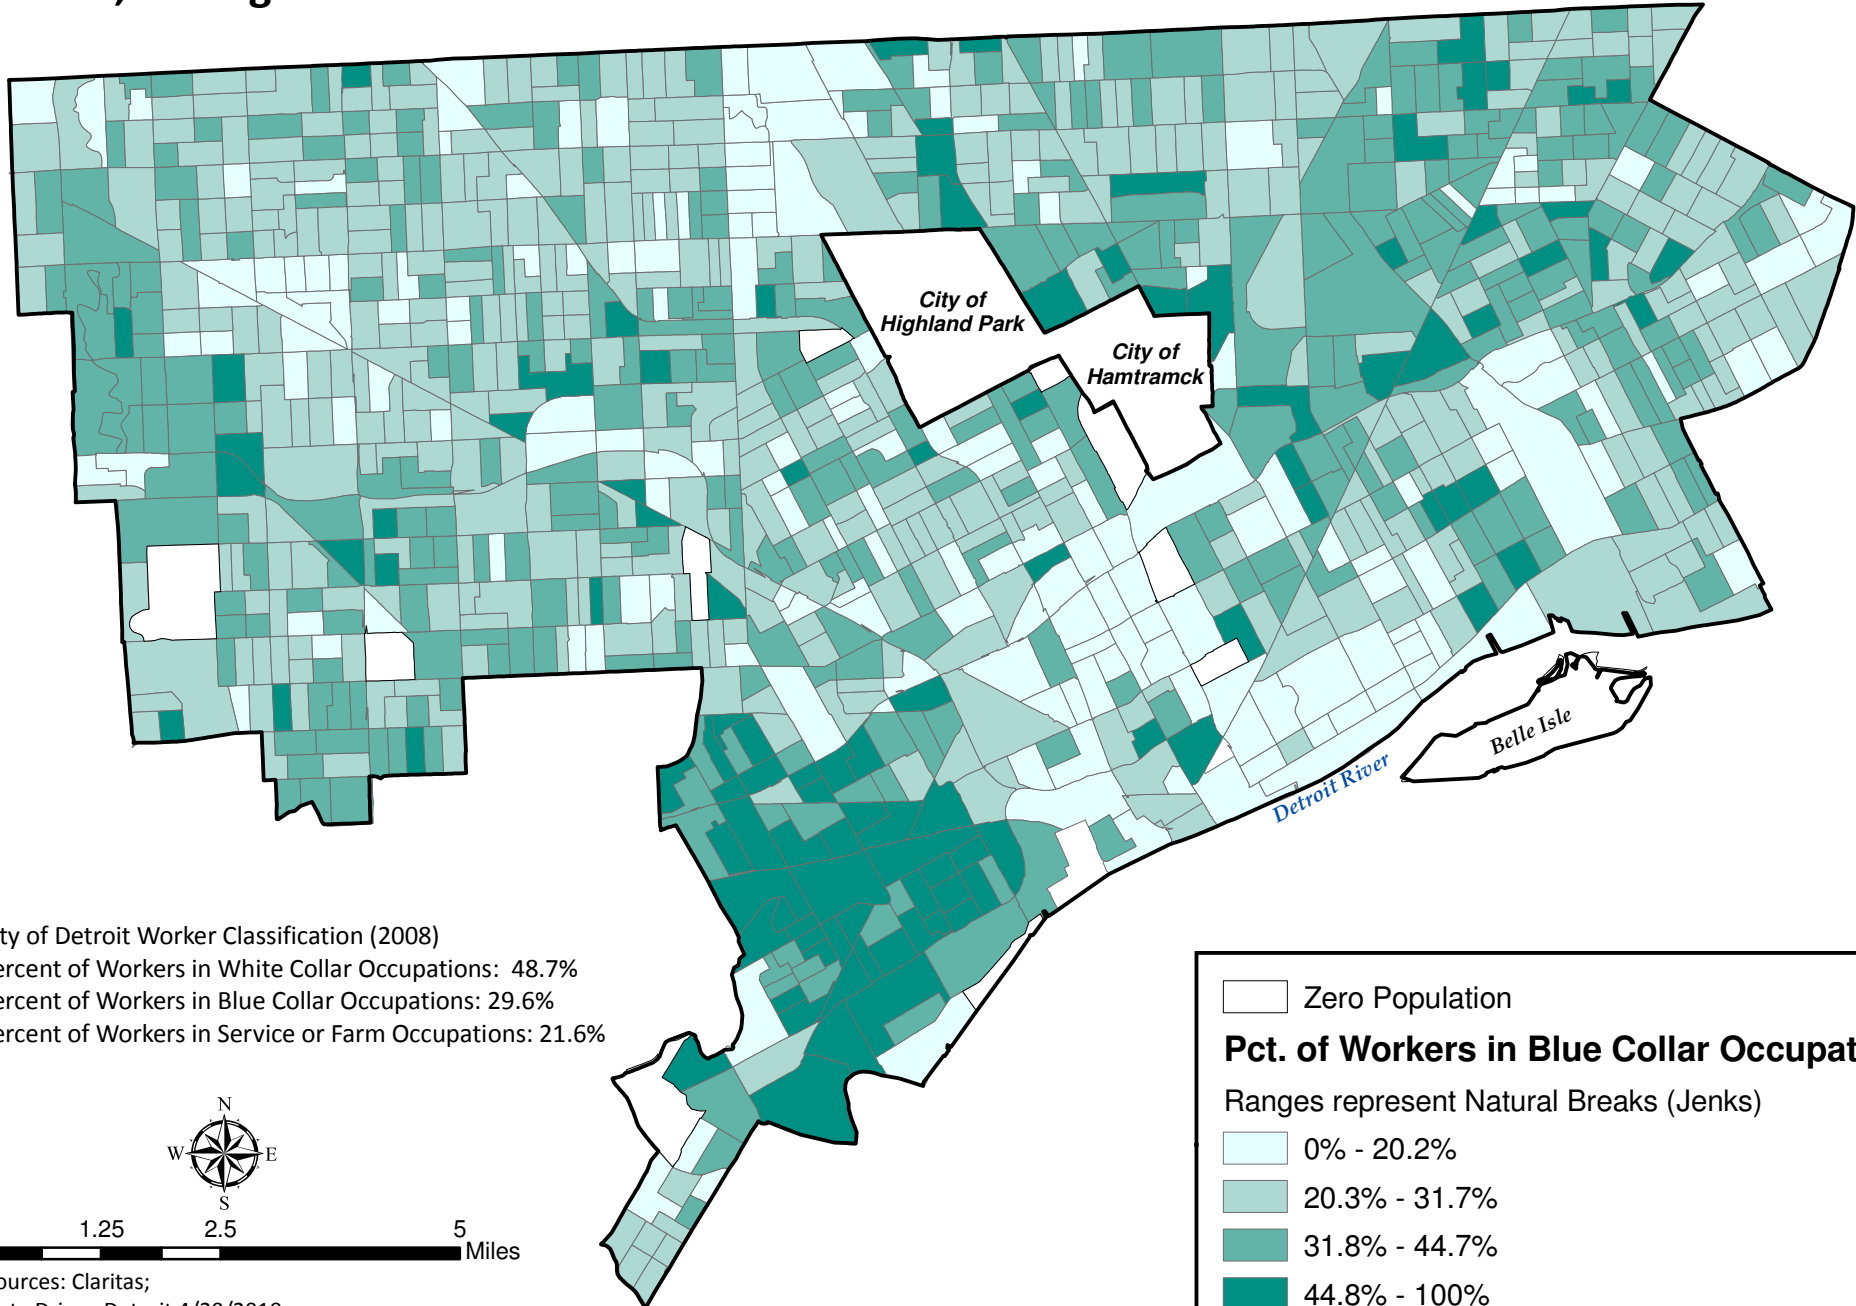 City of
Highland Park
City of
Hamtramck
Belle Isle
Detroit River
ty of Detroit Worker Classification (2008)
ercent of Workers in White Collar Occupations: 48.7%
ercent of Workers in Blue Collar Occupations: 29.6%
ercent of Workers in Service or Farm Occupations: 21.6%
N
W E
S
1.25 2.5 5
Miles
ources: Claritas;
Zero Population
Pct. of Workers in Blue Collar Occupat
Ranges represent Natural Breaks (Jenks)
0% - 20.2%
20.3% - 31.7%
31.8% - 44.7%
44.8% - 100%